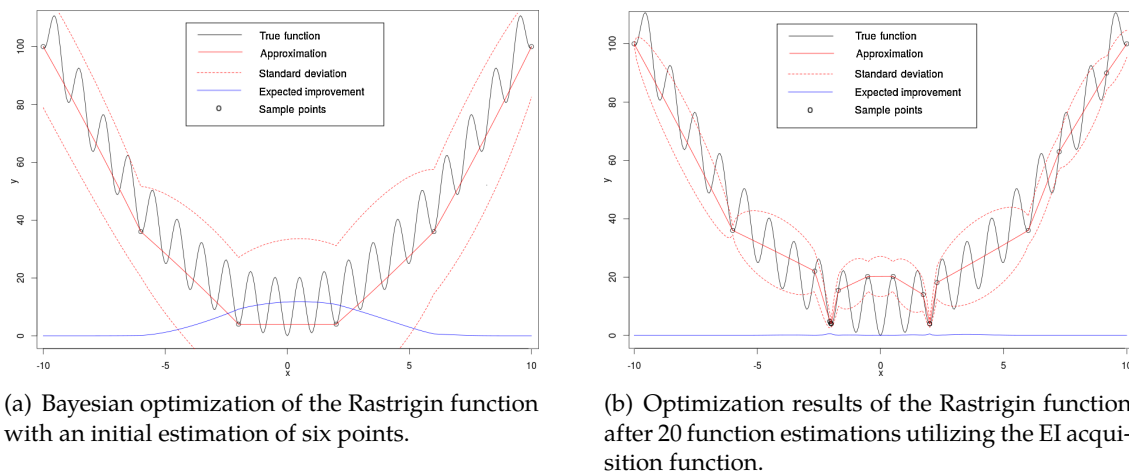 True function
Approximation
Standard deviation
Expected improvement
Sample points
y
0
20
40
60
80
100
-10
-5
0
5
10
x
(a) Bayesian optimization of the Rastrigin function
with an initial estimation of six points.
True function
Approximation
Standard deviation
Expected improvement
Sample points
y
0
20
40
60
80
100
-10
-5
0
5
10
x
(b) Optimization results of the Rastrigin function
after 20 function estimations utilizing the EI acqui-
sition function.